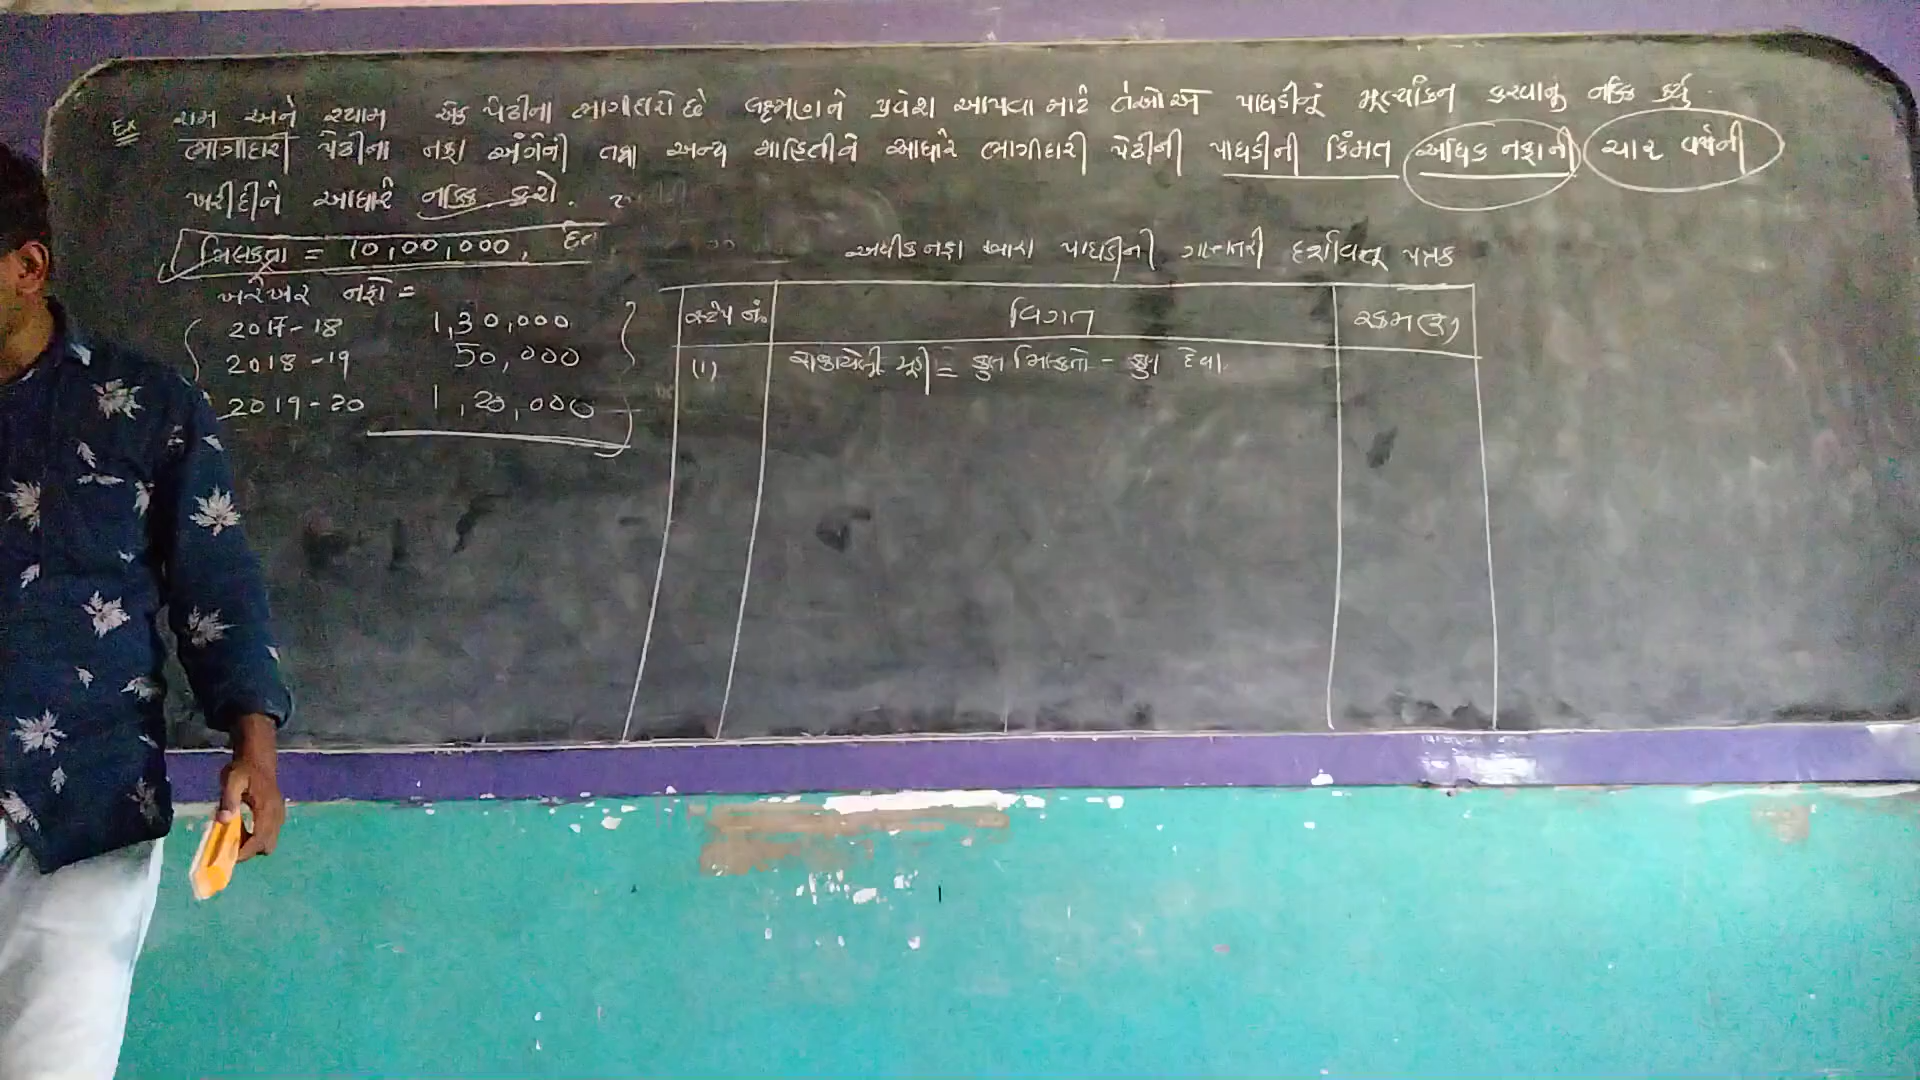 Ex રામ અને શ્યામ એક પેઢીના ભાગીદારો છે લક્ષ્મણને પ્રવેશ આપવા માટે તેઓએ પાઘડીનું મૂલ્યાંકન કરવાનું નક્કિ કર્યુ.
ભાગીદારી પેઢીના નફા અંગેની તથા અન્ય માહિતીને આધારે ભાગીદારી પેઢીની પાઘડીની કિંમત અધિક નફાની ચાર વર્ષની
ખરીદીને આધારે નક્કિ કરો.
મિલકતો = 10,00,000,
ખરેખર નફો =
2017-18 1,30,000
2018-19 50,000
2019-20 1,20,000
અધીક નફા દ્વારા પાઘડીની ગણતરી દર્શાવતુ પત્રક
સ્ટેપ નં. વિગત રકમ(રૂ)
(1) રોકાયેલી મૂડી = કુલ મિલ્કતો - કુલ દેવા